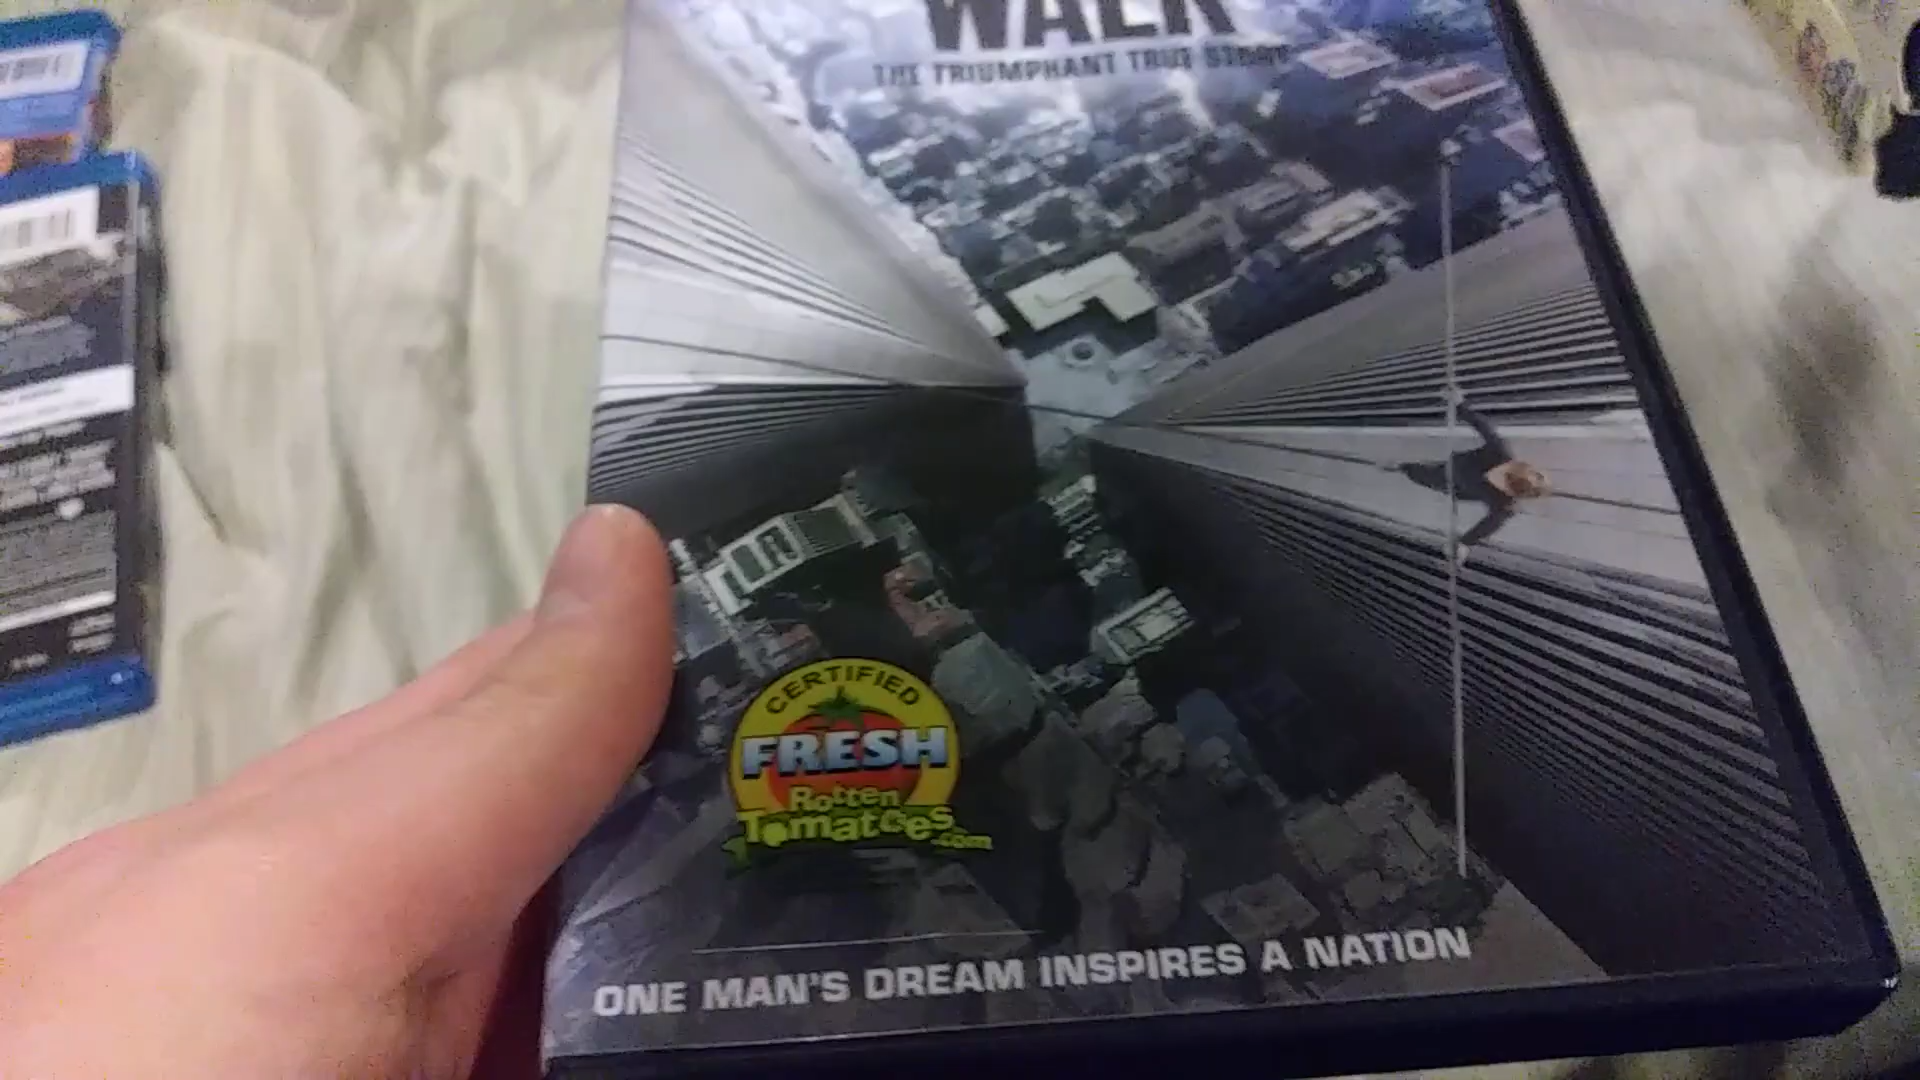 WALK
THE TRIUMPHANT TRUE STORY
CERTIFIED
FRESH
Rotten
Tomatoes
.com
ONE MAN'S DREAM INSPIRES A NATION